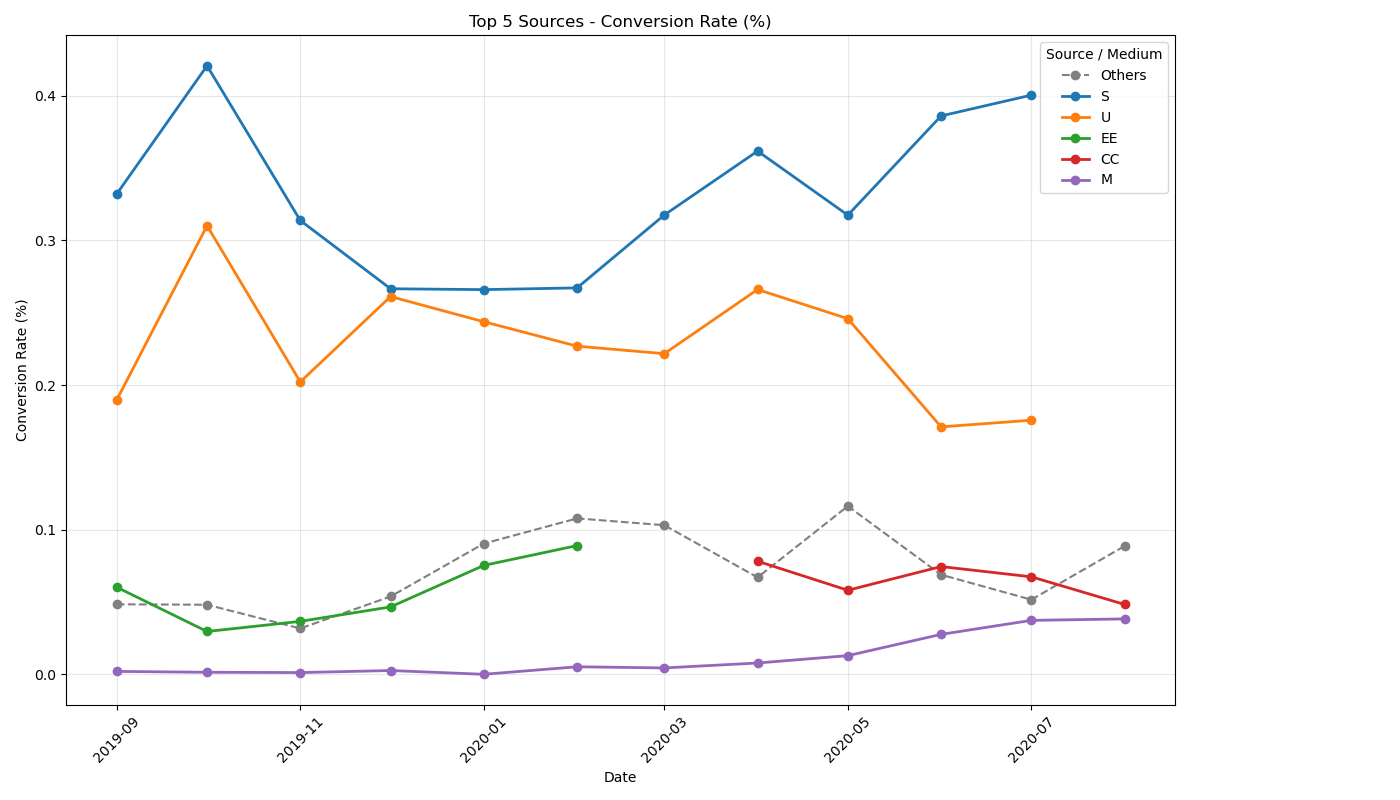 Top 5 Sources - Conversion Rate (%)
Source / Medium
Others
S
U
EE
CC
M
Conversion Rate (%)
0.4
0.3
0.2
0.1
0.0
2019-09
2019-11
2020-01
2020-03
2020-05
2020-07
Date